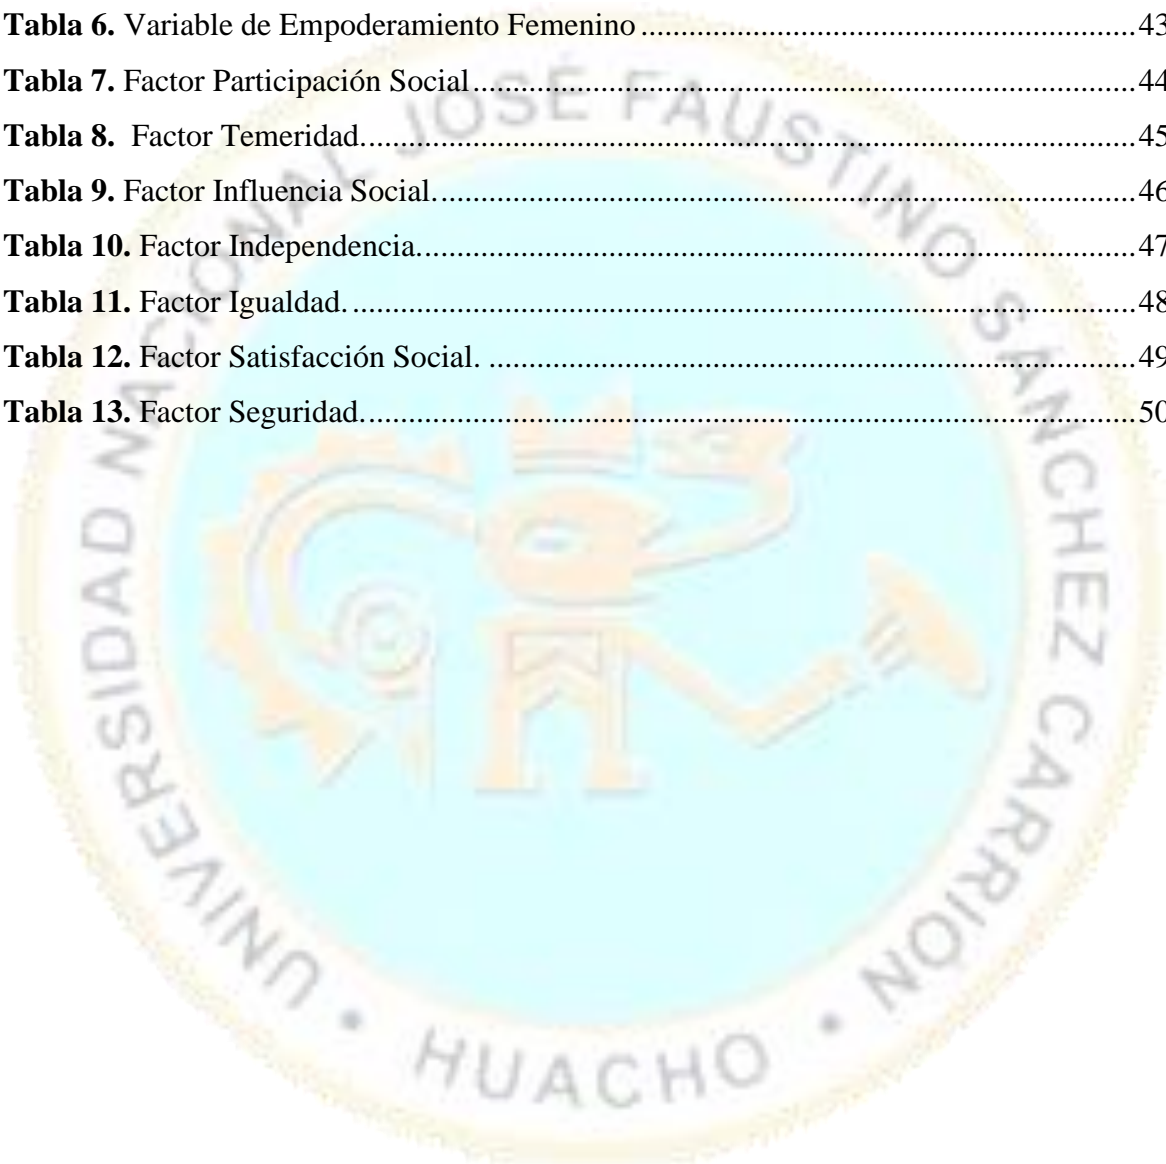 Tabla 6. Variable de Empoderamiento Femenino ........ 43
Tabla 7. Factor Participación Social ........ 44
Tabla 8. Factor Temeridad. ........ 45
Tabla 9. Factor Influencia Social. ........ 46
Tabla 10. Factor Independencia. ........ 47
Tabla 11. Factor Igualdad. ........ 48
Tabla 12. Factor Satisfacción Social. ........ 49
Tabla 13. Factor Seguridad. ........ 50
UNIVERSIDAD NACIONAL JOSÉ FAUSTINO SÁNCHEZ CARRIÓN • HUACHO •